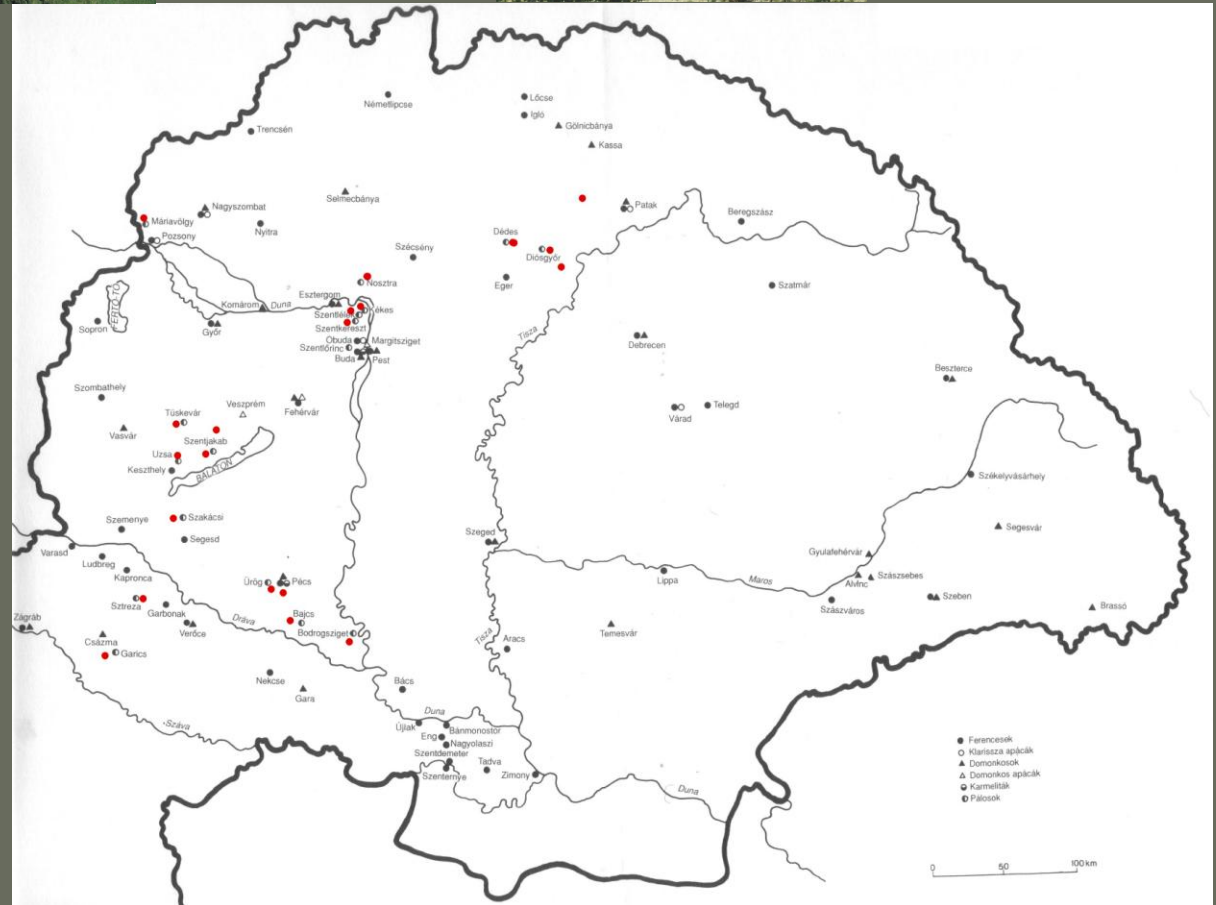 Németlipcse
Lőcse
Igló
Gölnicbánya
Kassa
Trencsén
Selmecbánya
Nagyszombat
Máriavölgy
Pozsony
Nyitra
Patak
Beregszász
Dédes
Diósgyőr
Szécsény
Eger
Nosztra
Szatmár
Esztergom
Komárom
Duna
Szentlélek
ékes
Szentkereszt
FERTŐ-TÓ
Sopron
Győr
Óbuda
Margitsziget
Szentlőrinc
Buda
Pest
Tisza
Debrecen
Beszterce
Szombathely
Tüskevár
Veszprém
Fehérvár
Várad
Telegd
Vasvár
Szentjakab
Uzsa
Keszthely
BALATON
Székelyvásárhely
Szakácsi
Szemenye
Segesd
Szeged
Segesvár
Varasd
Ludbreg
Kapronca
Gyulafehérvár
Alvinc
Szászsebes
Ürög
Pécs
Lippa
Maros
Szászváros
Szeben
Brassó
Sztreza
Garbonak
Zágráb
Verőce
Dráva
Bajcs
Bodrogsziget
Tisza
Aracs
Temesvár
Császma
Garics
Nekcse
Gara
Bács
Száva
Duna
Újlak
Bánmonostor
Eng
Nagyolaszi
Szentdemeter
Szenternye
Tadva
Zimony
Duna
Ferencesek
Klarissza apácák
Domonkosok
Domonkos apácák
Karmeliták
Pálosok
0 50 100 km